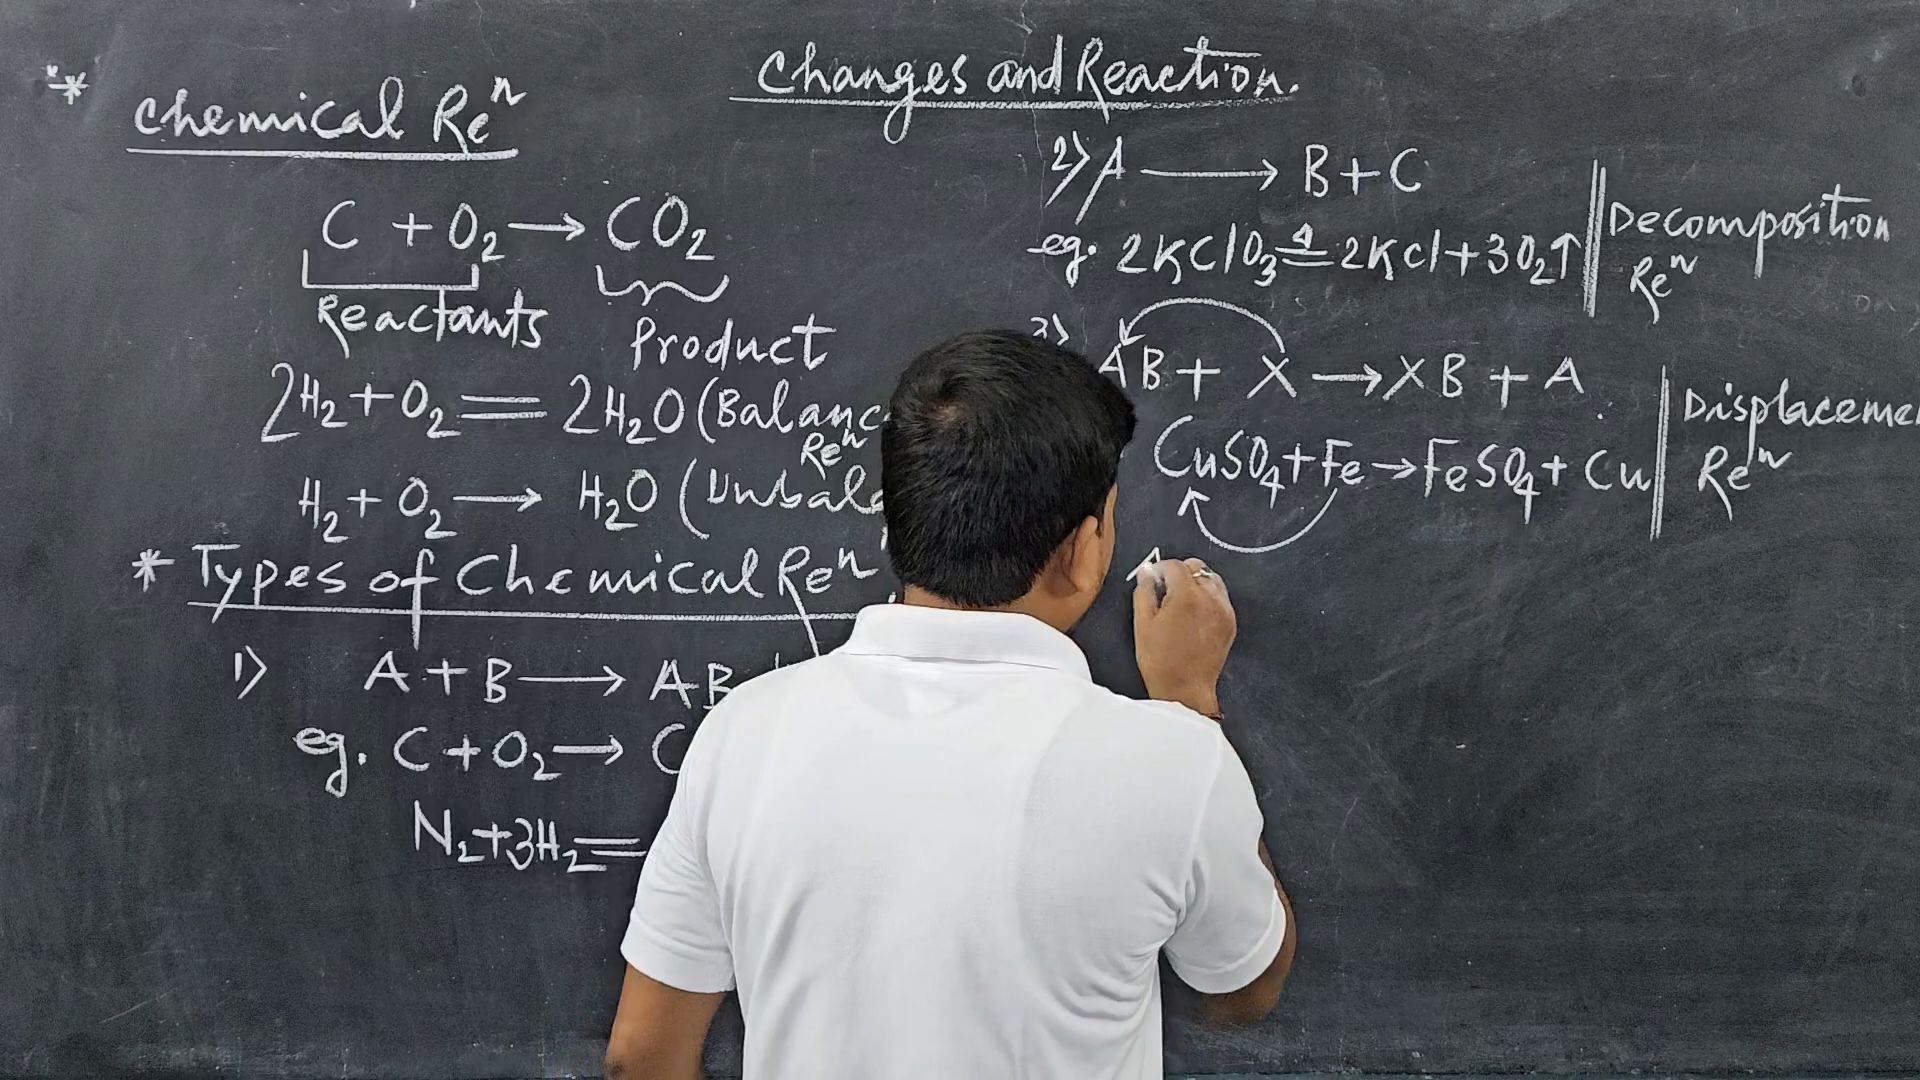 Changes and Reaction.
* Chemical Reⁿ
C + O₂ → CO₂
Reactants
Product
2H₂ + O₂ = 2H₂O (Balanc
Reⁿ
H₂ + O₂ → H₂O (Unbala
* Types of Chemical Reⁿ
1) A + B → AB
eg. C + O₂ → C
N₂ + 3H₂ =
2) A → B + C
eg. 2KClO₃ ≜ 2KCl + 3O₂↑
Decomposition
Reⁿ
3) AB + X → XB + A
CuSO₄ + Fe → FeSO₄ + Cu
Displaceme
Reⁿ
A